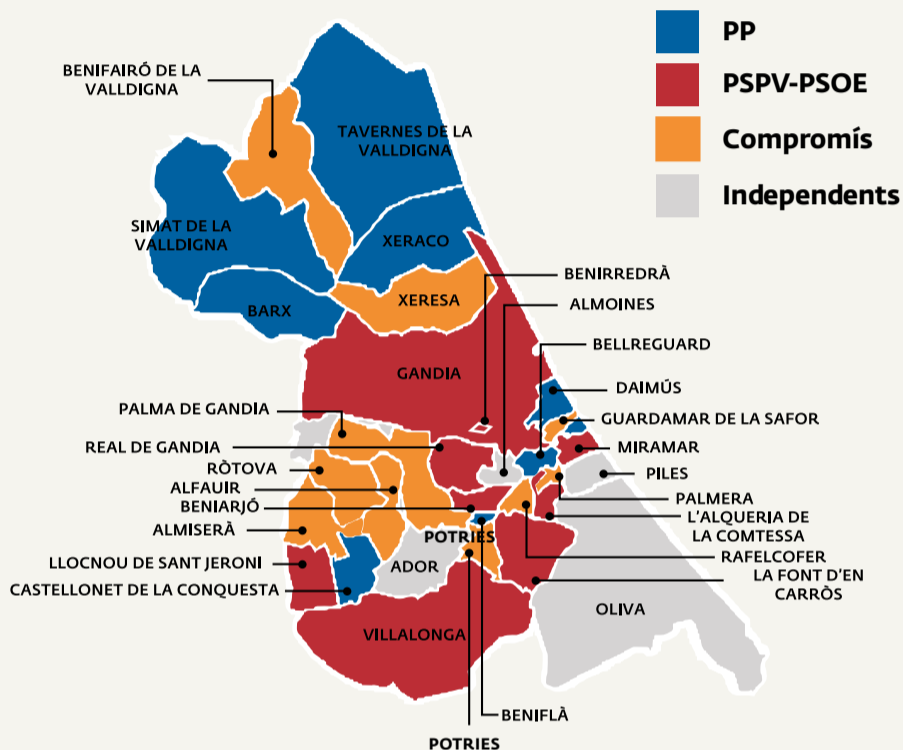 PP
PSPV-PSOE
Compromís
Independents
BENIFAIRÓ DE LA
VALLDIGNA
TAVERNES DE LA
VALLDIGNA
SIMAT DE LA
VALLDIGNA
XERACO
BARX
XERESA
BENIRREDRÀ
ALMOINES
BELLREGUARD
GANDIA
DAIMÚS
PALMA DE GANDIA
GUARDAMAR DE LA SAFOR
REAL DE GANDIA
MIRAMAR
RÒTOVA
PILES
ALFAUIR
PALMERA
BENIARJÓ
L'ALQUERIA DE
LA COMTESSA
ALMISERÀ
POTRIES
RAFELCOFER
LLOCNOU DE SANT JERONI
ADOR
LA FONT D'EN
CARRÒS
CASTELLONET DE LA CONQUESTA
OLIVA
VILLALONGA
BENIFLÀ
POTRIES